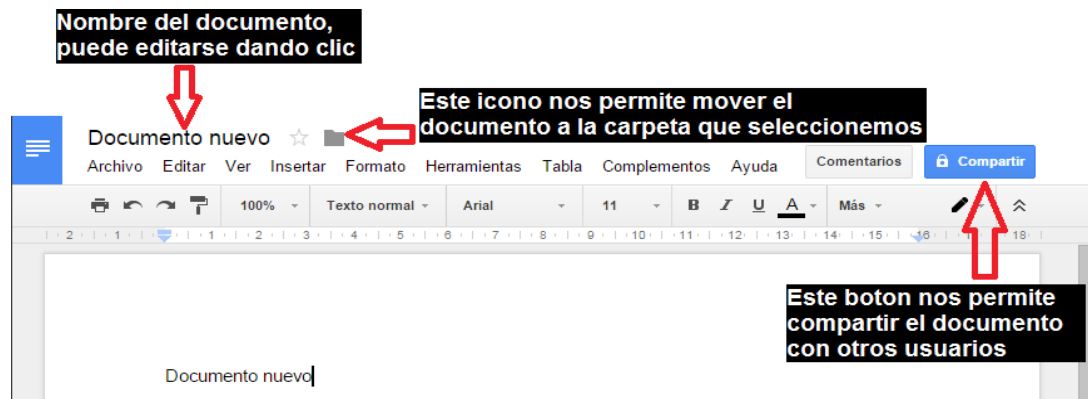 Nombre del documento,
puede editarse dando clic
Este icono nos permite mover el
documento a la carpeta que seleccionemos
Documento nuevo
Archivo Editar Ver Insertar Formato Herramientas Tabla Complementos Ayuda Comentarios Compartir
100% Texto normal Arial 11 B I U A Más
2 1 1 2 3 4 5 6 7 8 9 10 11 12 13 14 15 16 18
Este boton nos permite
compartir el documento
con otros usuarios
Documento nuevo